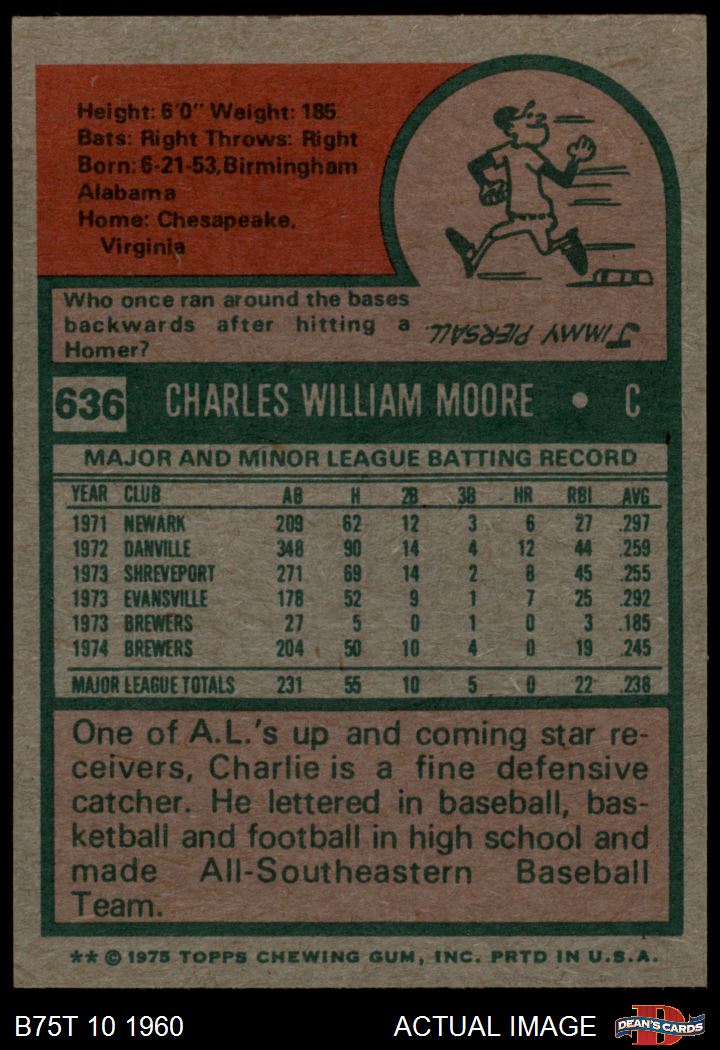 Height: 6'0" Weight: 185
Bats: Right Throws: Right
Born: 6-21-53, Birmingham
Alabama
Home: Chesapeake,
Virginia
Who once ran around the bases
backwards after hitting a
Homer?
JIMMY PIERSALL.
636 CHARLES WILLIAM MOORE • C
MAJOR AND MINOR LEAGUE BATTING RECORD
YEAR CLUB AB H 2B 3B HR RBI AVG
1971 NEWARK 209 62 12 3 6 27 .297
1972 DANVILLE 348 90 14 4 12 44 .259
1973 SHREVEPORT 271 69 14 2 8 45 .255
1973 EVANSVILLE 178 52 9 1 7 25 .292
1973 BREWERS 27 5 0 1 0 3 .185
1974 BREWERS 204 50 10 4 0 19 .245
MAJOR LEAGUE TOTALS 231 55 10 5 0 22 .238
One of A.L.'s up and coming star re-
ceivers, Charlie is a fine defensive
catcher. He lettered in baseball, bas-
ketball and football in high school and
made All-Southeastern Baseball
Team.
** © 1975 TOPPS CHEWING GUM, INC. PRTD IN U.S.A.
B75T 10 1960 ACTUAL IMAGE DEAN'S CARDS